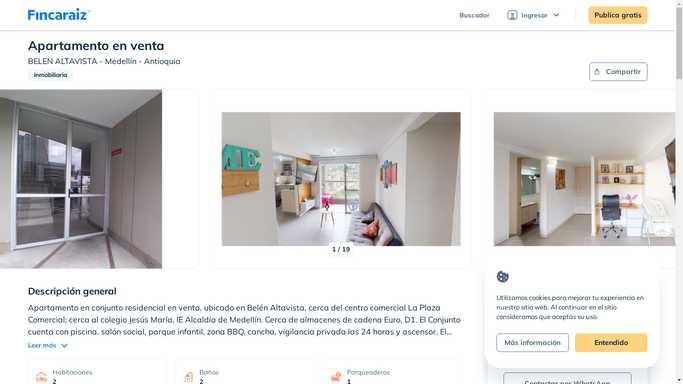 Fincaraiz
Buscador
Ingresar
Publica gratis
Apartamento en venta
BELEN ALTAVISTA - Medellín - Antioquia
Inmobiliaria
Compartir
1 / 19
Descripción general
Apartamento en conjunto residencial en venta, ubicado en Belén Altavista, cerca del centro comercial La Plaza
Comercial; cerca al colegio Jesús María, IE Alcaldía de Medellín. Cerca de almacenes de cadena Euro, D1. El Conjunto
cuenta con piscina, salón social, parque infantil, zona BBQ, cancha, vigilancia privada las 24 horas y ascensor. El...
Leer más
Habitaciones
2
Baños
2
Parqueaderos
1
Utilizamos cookies para mejorar tu experiencia en
nuestro sitio web. Al continuar en el sitio
consideramos que aceptas su uso.
Más información
Entendido
Contactar por WhatsApp